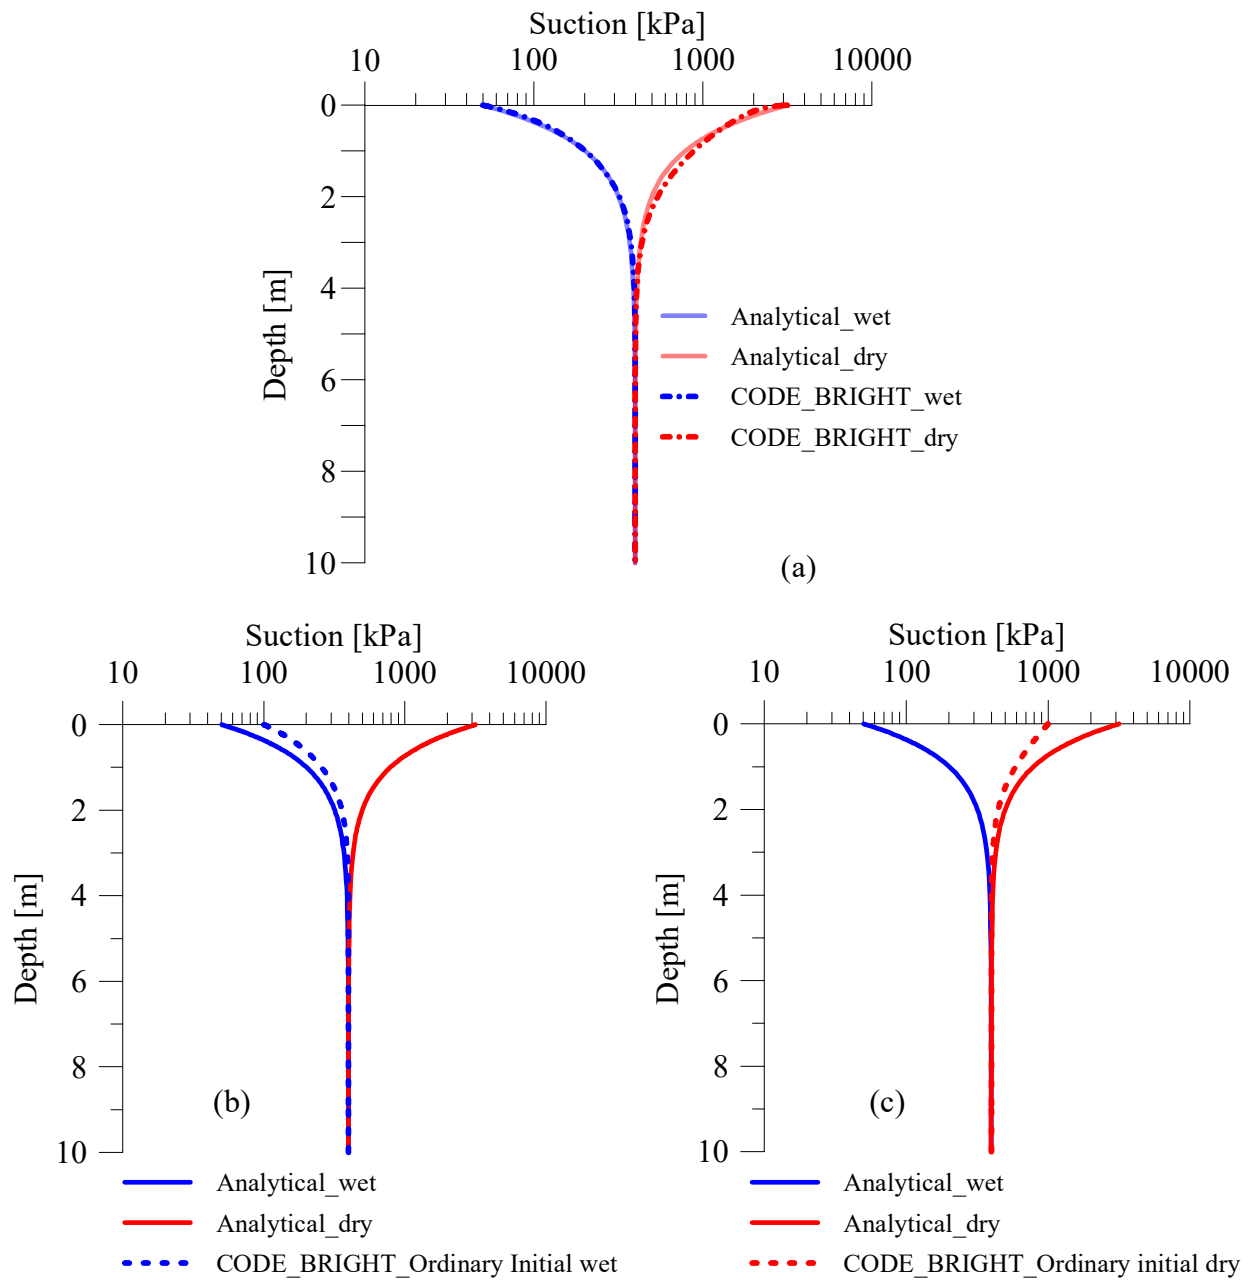 Suction [kPa]
10 100 1000 10000
0
2
4
6
8
10
Depth [m]
Analytical_wet
Analytical_dry
CODE_BRIGHT_wet
CODE_BRIGHT_dry
(a)
Suction [kPa]
10 100 1000 10000
0
2
4
6
8
10
Depth [m]
(b)
Analytical_wet
Analytical_dry
CODE_BRIGHT_Ordinary Initial wet
Suction [kPa]
10 100 1000 10000
0
2
4
6
8
10
Depth [m]
(c)
Analytical_wet
Analytical_dry
CODE_BRIGHT_Ordinary initial dry